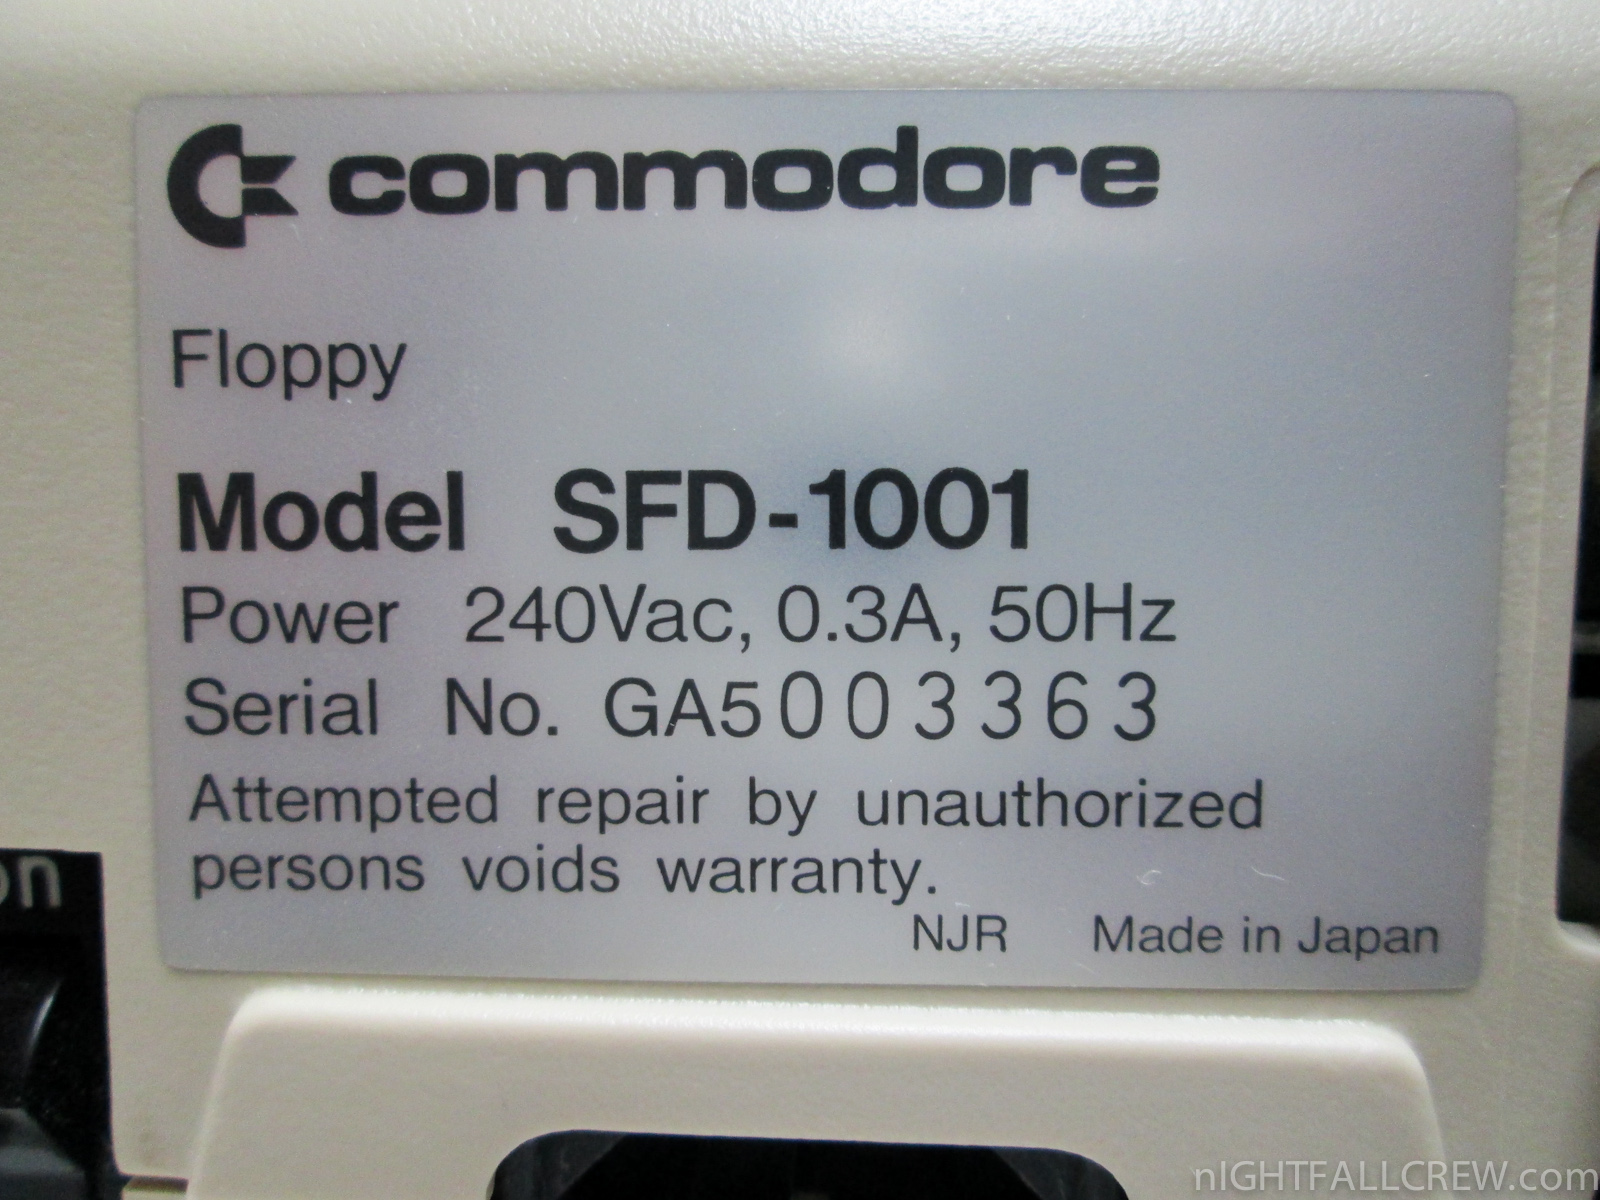 commodore
Floppy
Model SFD-1001
Power 240Vac, 0.3A, 50Hz
Serial No. GA5003363
Attempted repair by unauthorized
persons voids warranty.
NJR Made in Japan
on
nIGHTFALLCREW.com